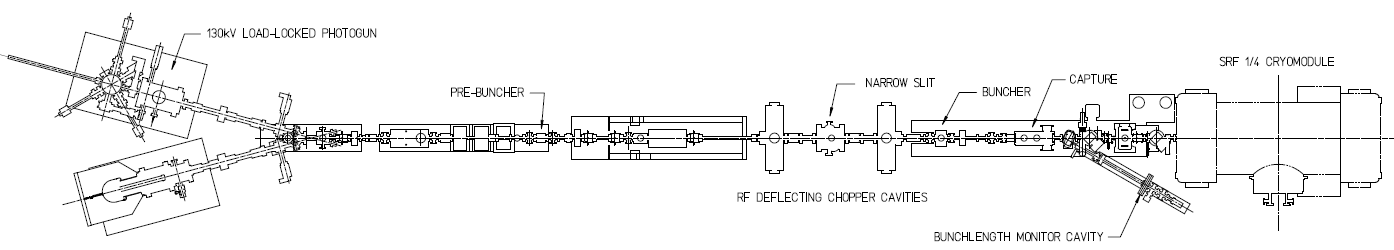 130kV LOAD-LOCKED PHOTOGUN
PRE-BUNCHER
NARROW SLIT
BUNCHER
CAPTURE
SRF 1/4 CRYOMODULE
RF DEFLECTING CHOPPER CAVITIES
BUNCHLENGTH MONITOR CAVITY